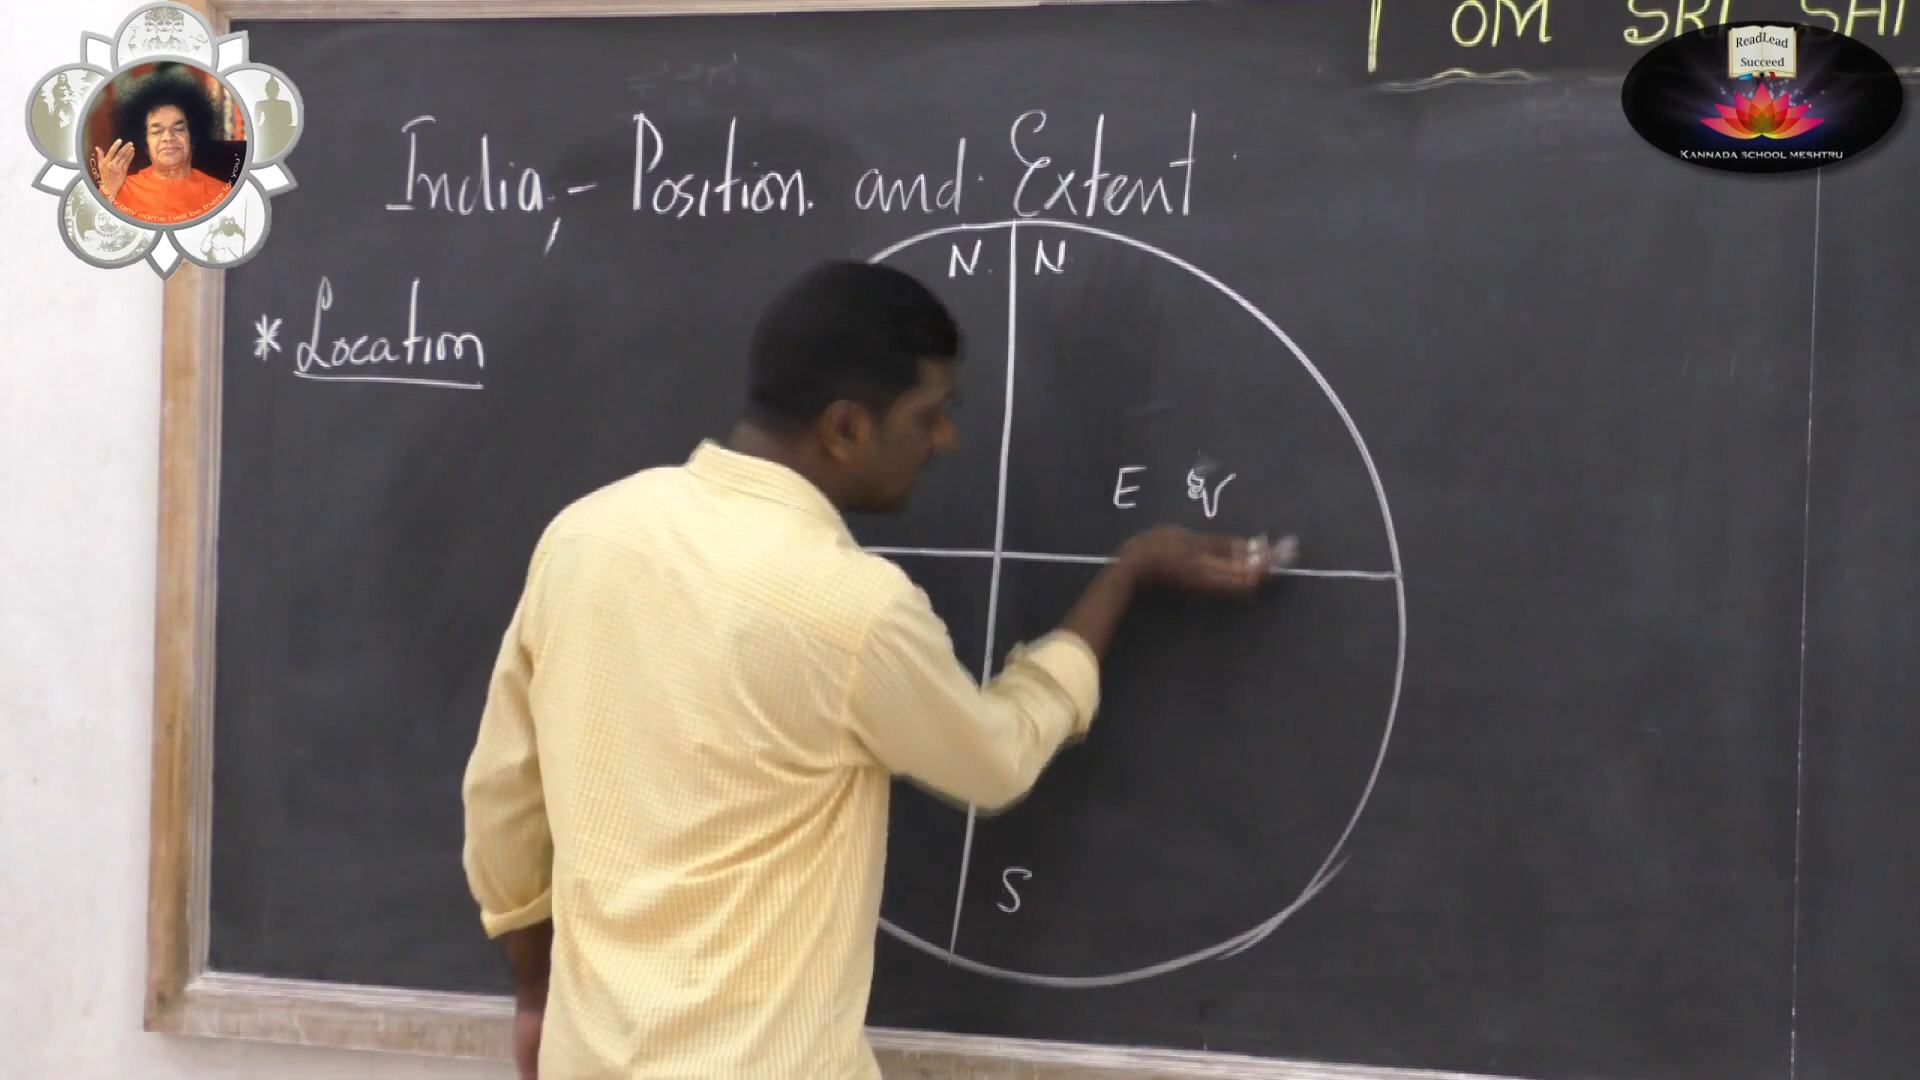 OM SRI SAI
ReadLead
Succeed
KANNADA SCHOOL MESHTRU
India,- Position. and Extent
N. N
* Location
E
S